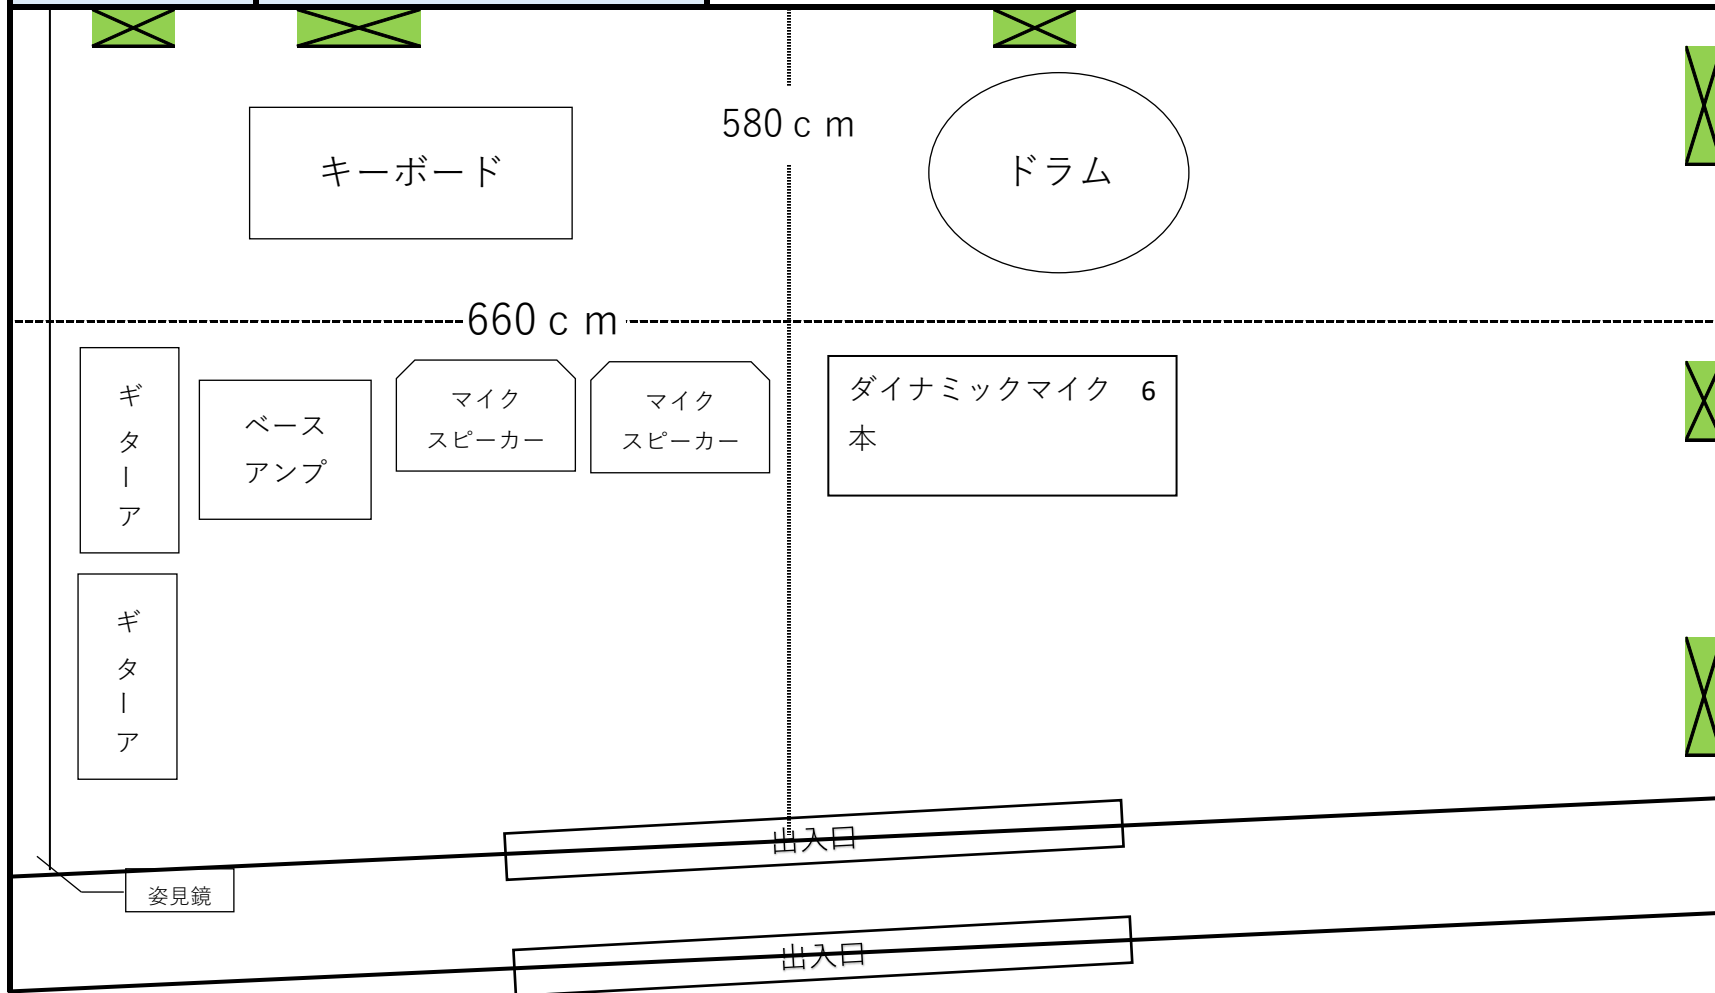 580ｃｍ
キーボード
ドラム
660ｃｍ
ギターア
ベース
アンプ
マイク
スピーカー
マイク
スピーカー
ダイナミックマイク　6
本
ギターア
出入口
姿見鏡
出入口